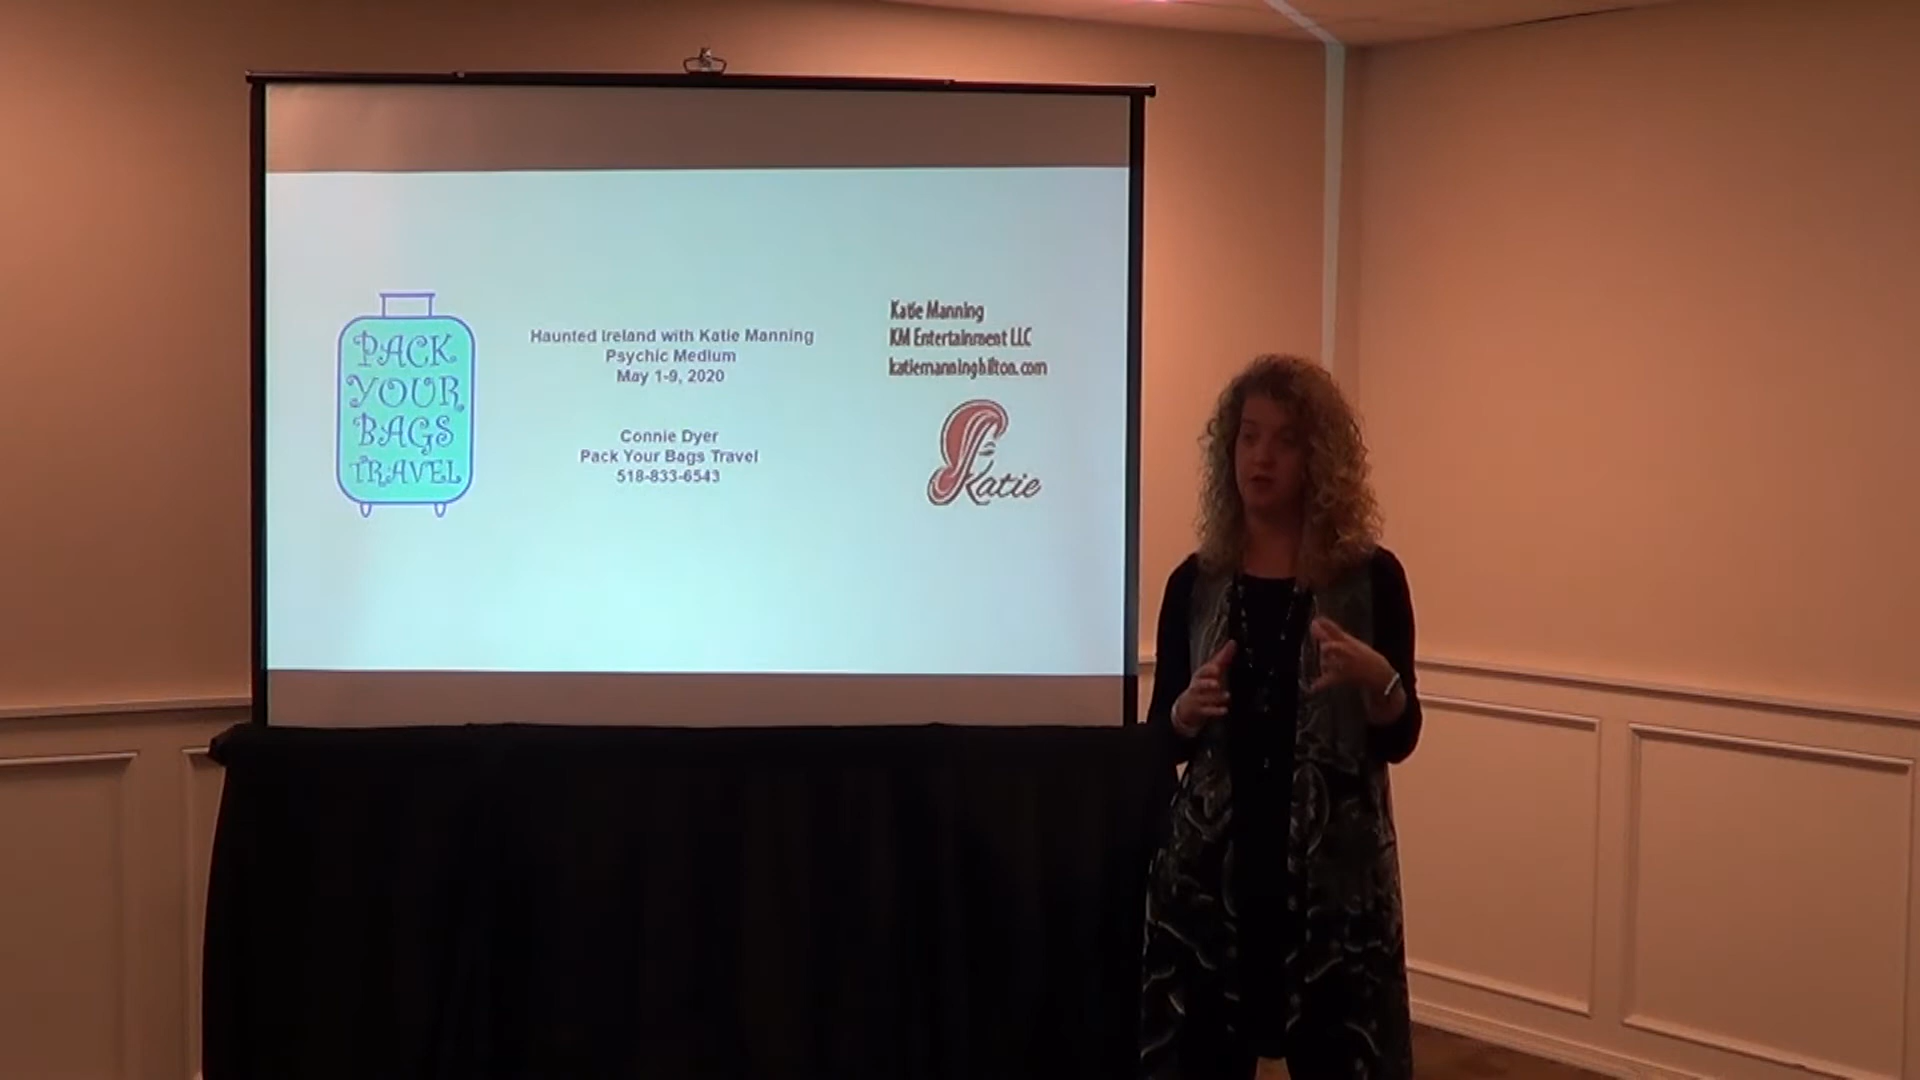 PACK
YOUR
BAGS
TRAVEL
Haunted Ireland with Katie Manning
Psychic Medium
May 1-9, 2020
Connie Dyer
Pack Your Bags Travel
518-833-6543
Katie Manning
KM Entertainment LLC
katiemanninghilton.com
Katie